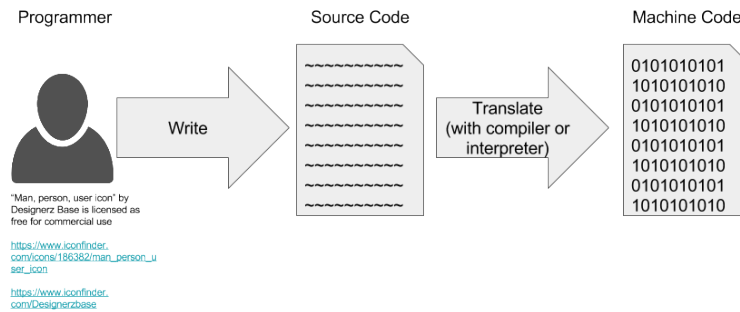 Programmer
Source Code
Machine Code
Write
~~~~~~~~~~
~~~~~~~~~~
~~~~~~~~~~
~~~~~~~~~~
~~~~~~~~~~
~~~~~~~~~~
~~~~~~~~~~
~~~~~~~~~~
Translate
(with compiler or
interpreter)
0101010101
1010101010
0101010101
1010101010
0101010101
1010101010
0101010101
1010101010
"Man, person, user icon" by
Designerz Base is licensed as
free for commercial use
https://www.iconfinder.
com/icons/186382/man_person_u
ser_icon
https://www.iconfinder.
com/Designerzbase